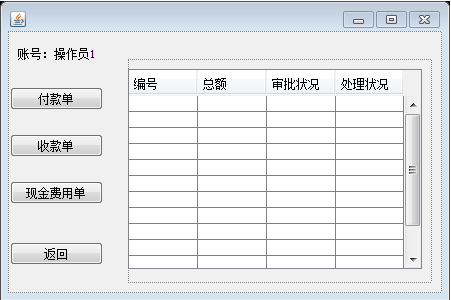 账号：操作员1
编号 总额 审批状况 处理状况
付款单
收款单
现金费用单
返回